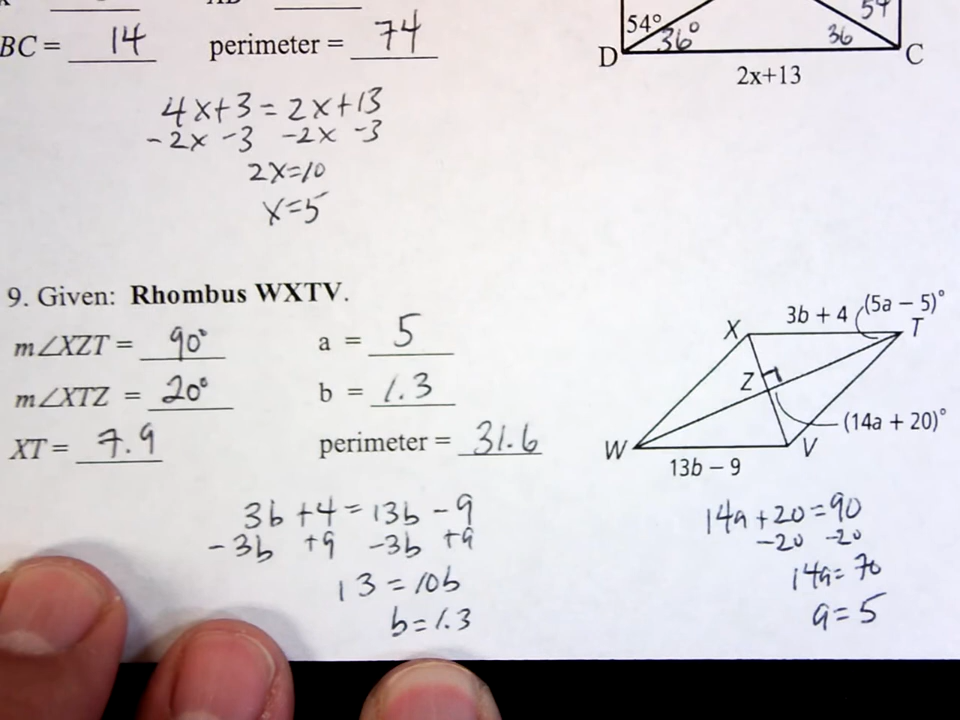 BC = 14 perimeter = 74
54° 36° 36 54
D C
2x+13
4x+3 = 2x+13
-2x -3 -2x -3
2x=10
x=5
9. Given: Rhombus WXTV.
m∠XZT = 90° a = 5
m∠XTZ = 20° b = 1.3
XT = 7.9 perimeter = 31.6
X 3b + 4 (5a − 5)° T
Z
(14a + 20)°
W V
13b − 9
3b +4 = 13b - 9
-3b +9 -3b +9
13 = 10b
b=1.3
14a +20 =90
-20 -20
14a= 70
a= 5